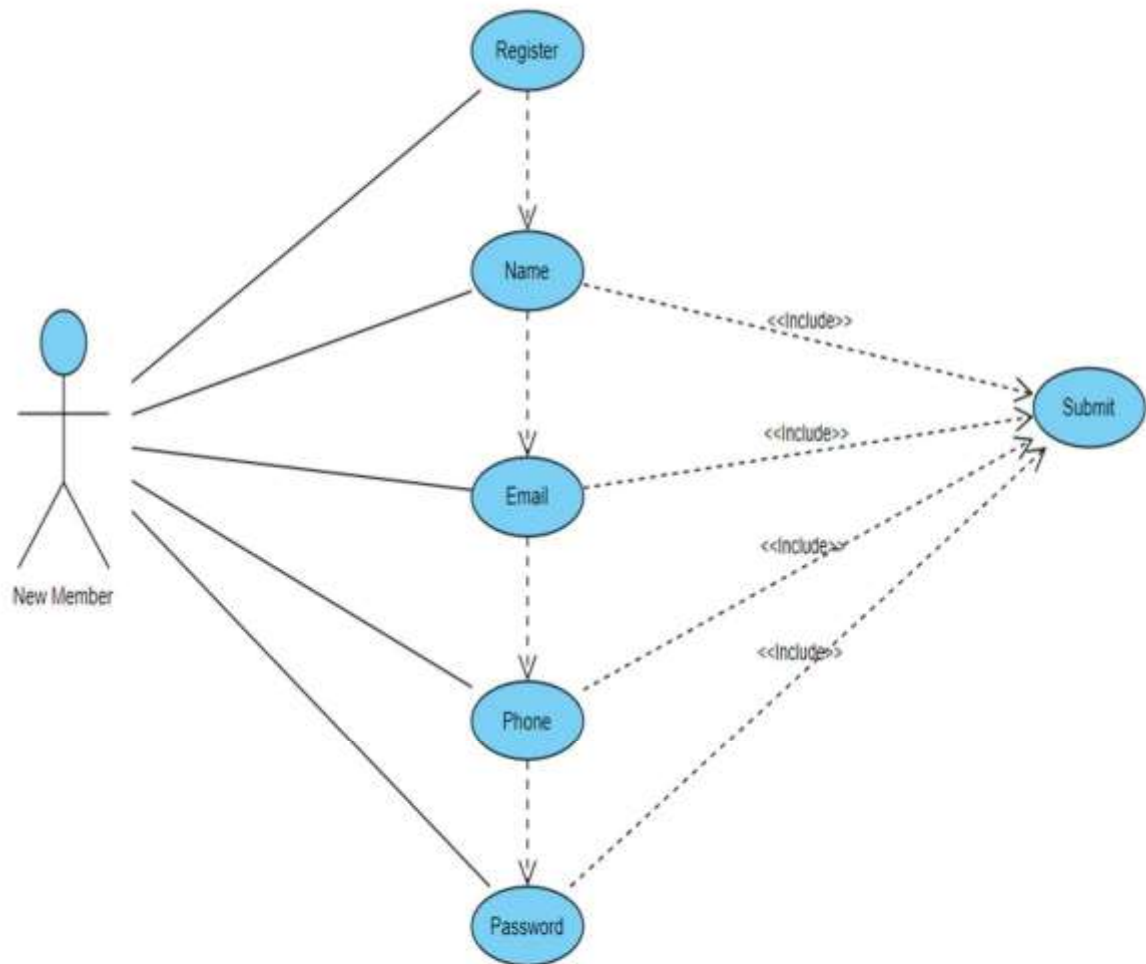 Register
Name
<<Include>>
Submit
<<Include>>
Email
<<Include>>
New Member
<<Include>>
Phone
Password